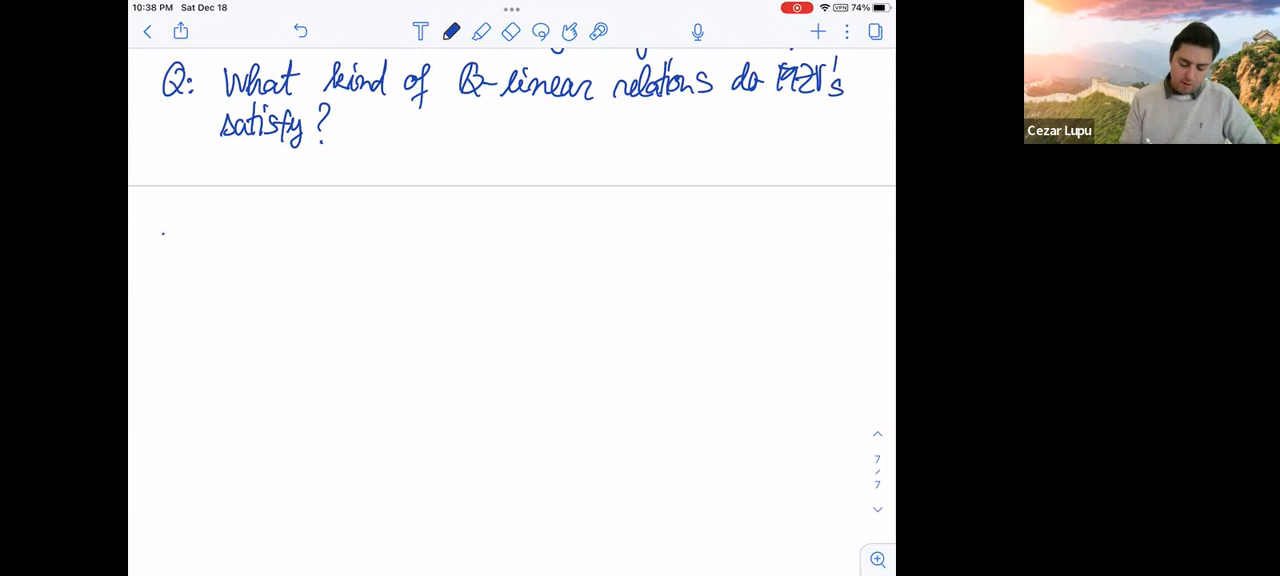 10:38 PM Sat Dec 18
VPN 74%
Q: What kind of Q-linear relations do MZV's
satisfy?
Cezar Lupu
7
/
7